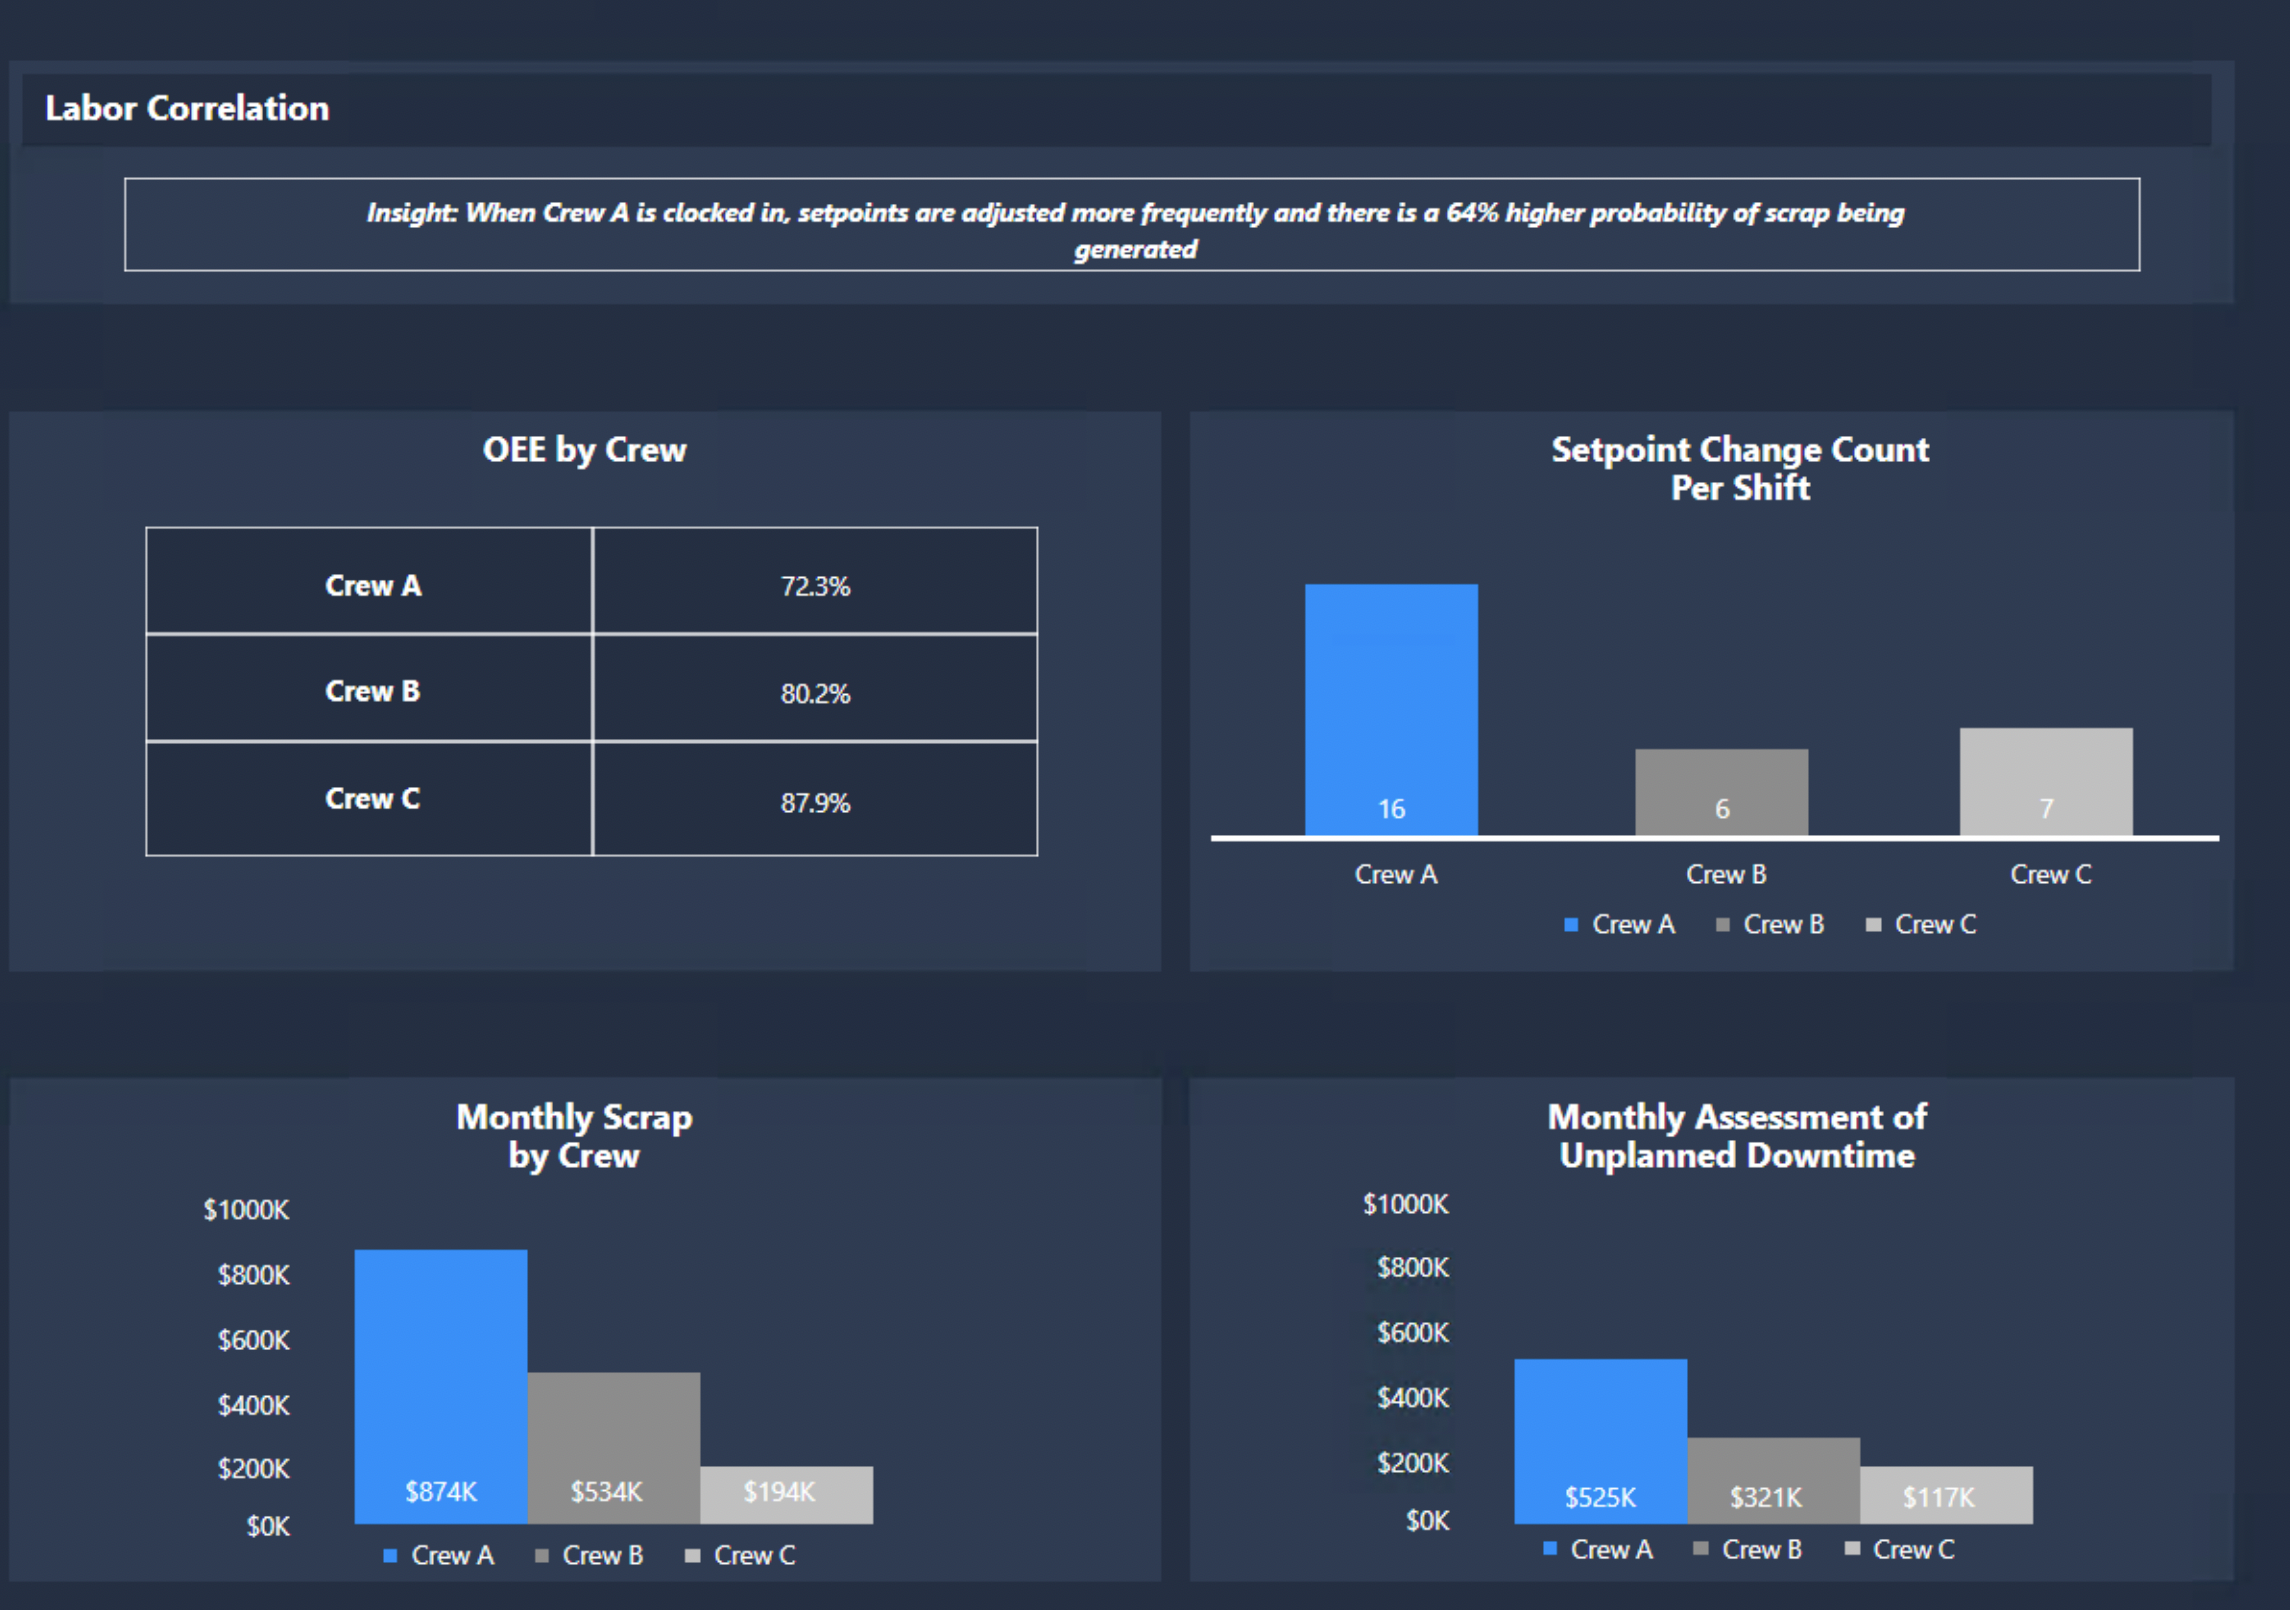 Labor Correlation
Insight: When Crew A is clocked in, setpoints are adjusted more frequently and there is a 64% higher probability of scrap being
generated
OEE by Crew
Crew A 72.3%
Crew B 80.2%
Crew C 87.9%
Setpoint Change Count
Per Shift
16 6 7
Crew A Crew B Crew C
Crew A Crew B Crew C
Monthly Scrap
by Crew
$1000K
$800K
$600K
$400K
$200K
$0K
$874K $534K $194K
Crew A Crew B Crew C
Monthly Assessment of
Unplanned Downtime
$1000K
$800K
$600K
$400K
$200K
$0K
$525K $321K $117K
Crew A Crew B Crew C